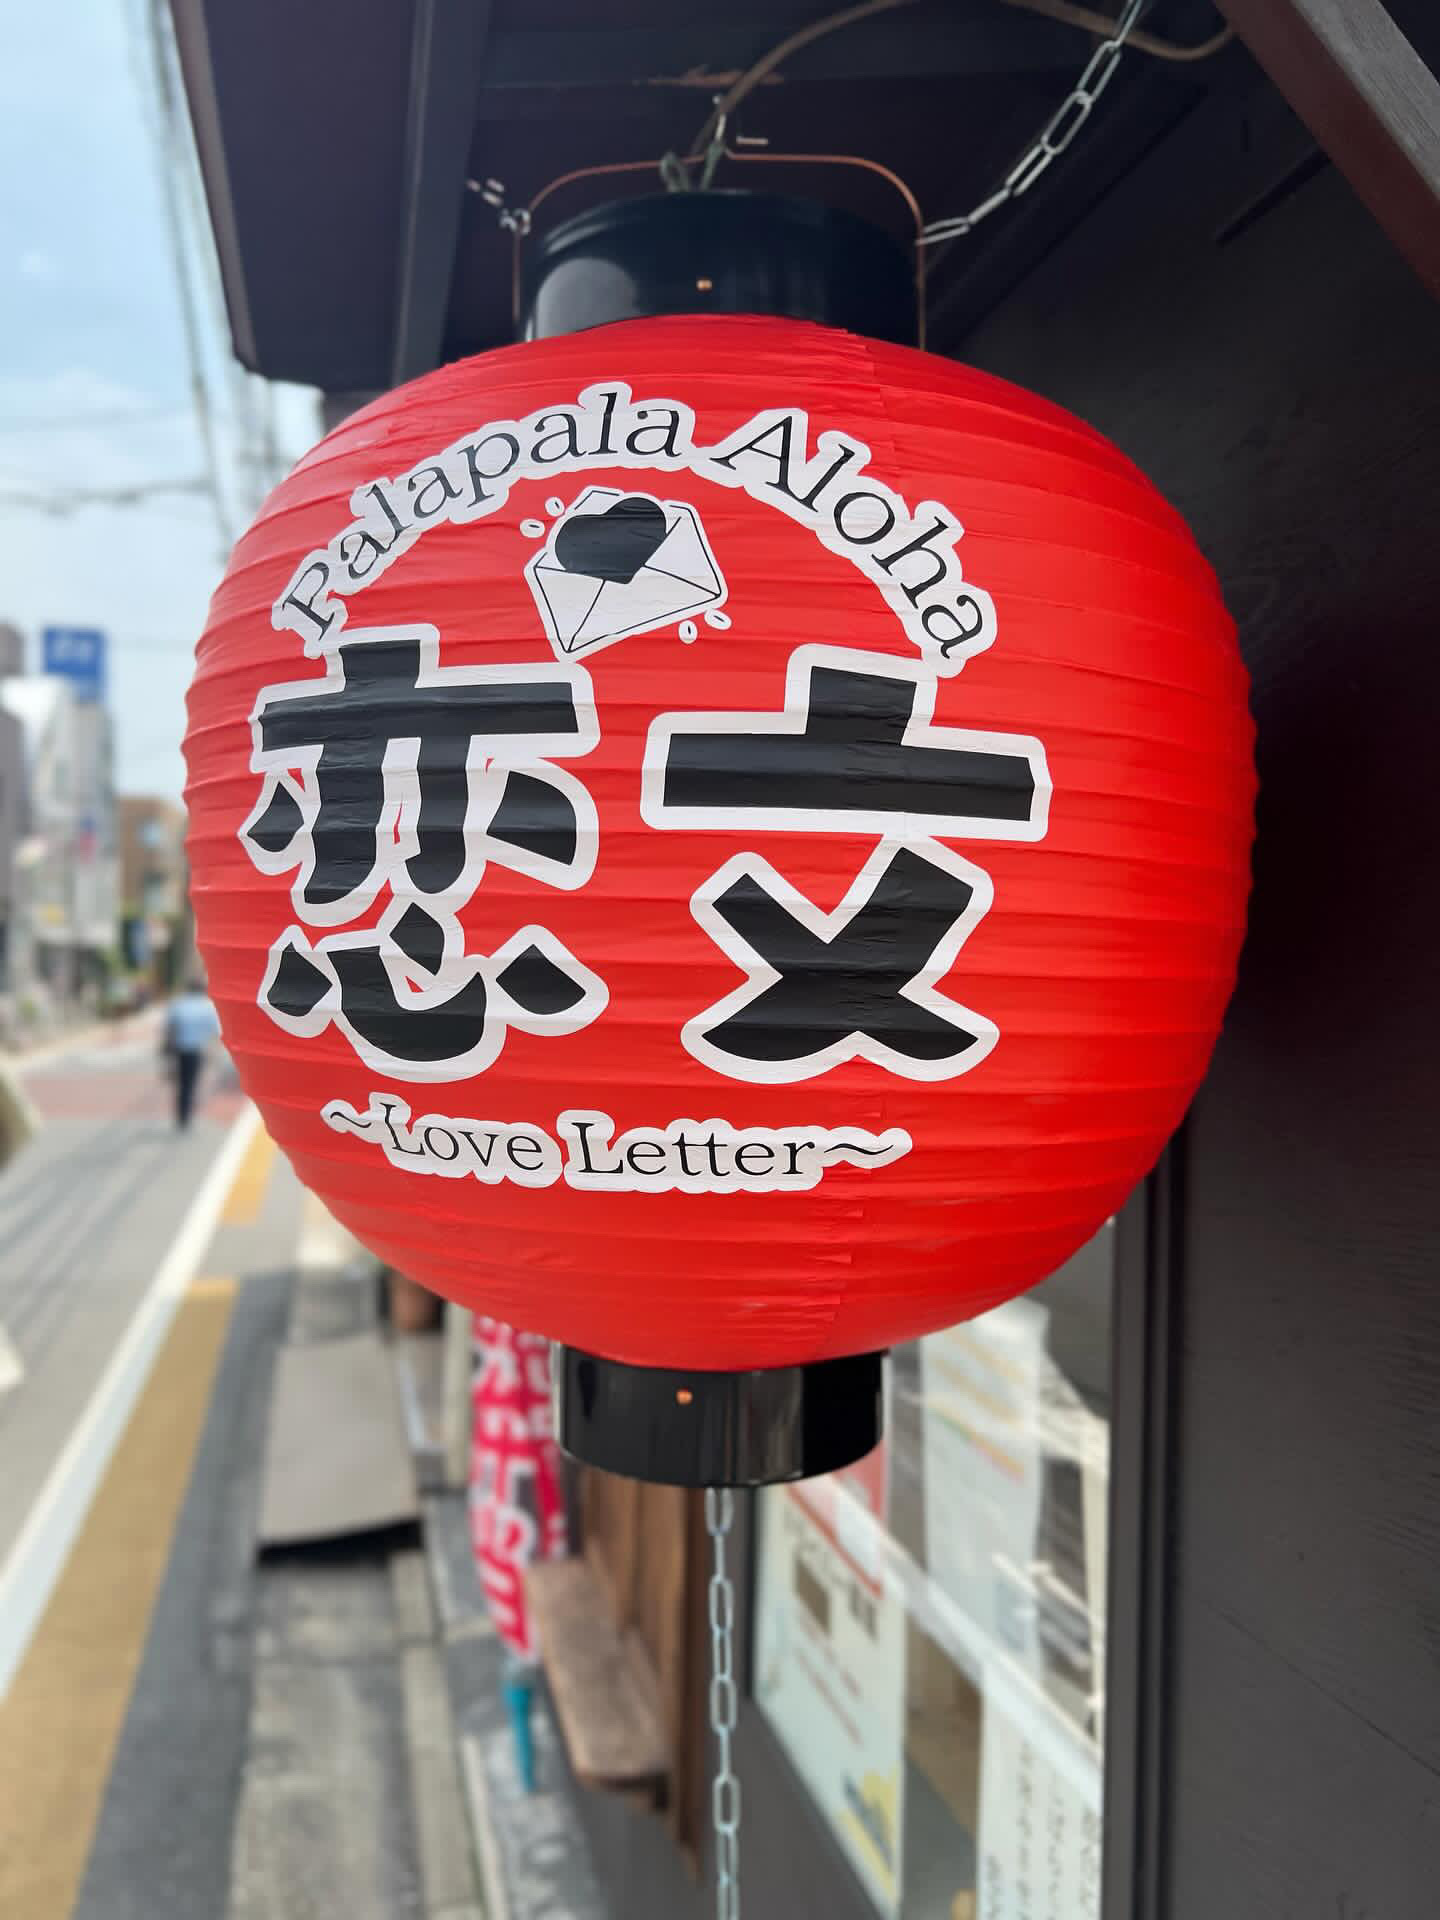 Palapala Aloha
恋文
~Love Letter~